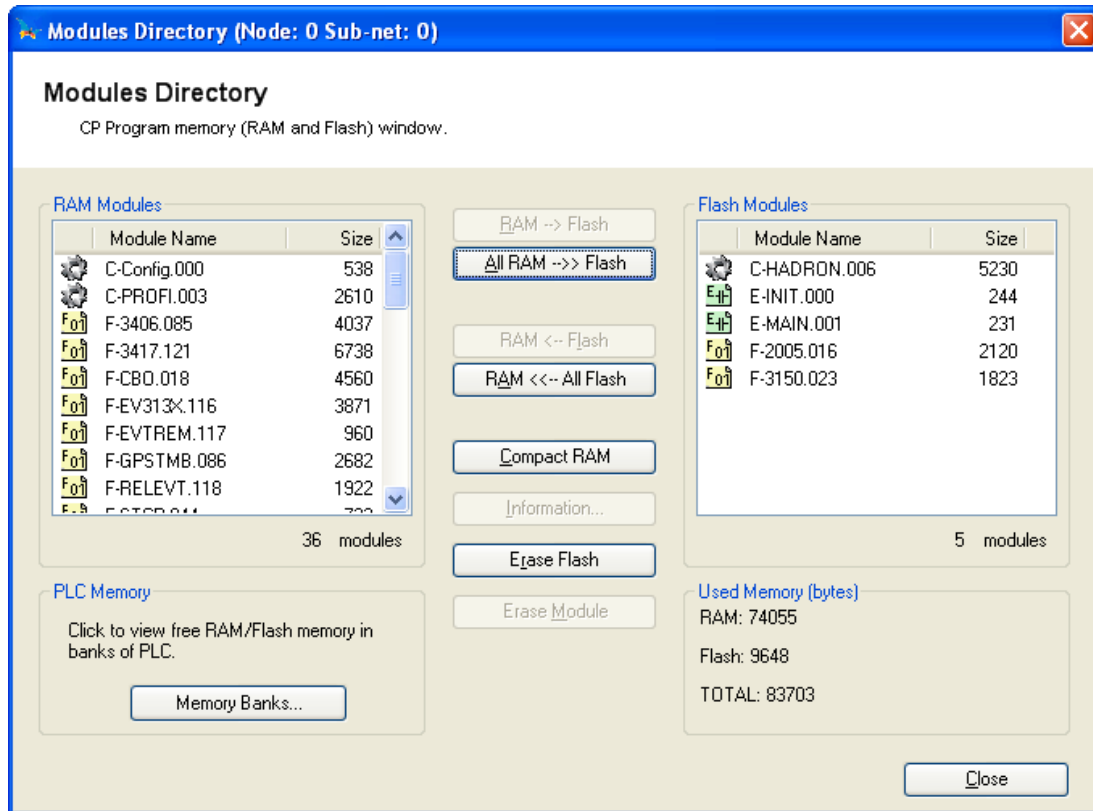 Modules Directory (Node: 0 Sub-net: 0)
Modules Directory
CP Program memory (RAM and Flash) window.
RAM Modules
Module Name Size
C-Config.000 538
C-PROFI.003 2610
F-3406.085 4037
F-3417.121 6738
F-CBO.018 4560
F-EV313X.116 3871
F-EVTREM.117 960
F-GPSTMB.086 2682
F-RELEVT.118 1922
36 modules
RAM --> Flash
All RAM -->> Flash
RAM <-- Flash
RAM <<-- All Flash
Compact RAM
Information...
Erase Flash
Erase Module
Flash Modules
Module Name Size
C-HADRON.006 5230
E-INIT.000 244
E-MAIN.001 231
F-2005.016 2120
F-3150.023 1823
5 modules
PLC Memory
Click to view free RAM/Flash memory in
banks of PLC.
Memory Banks...
Used Memory (bytes)
RAM: 74055
Flash: 9648
TOTAL: 83703
Close